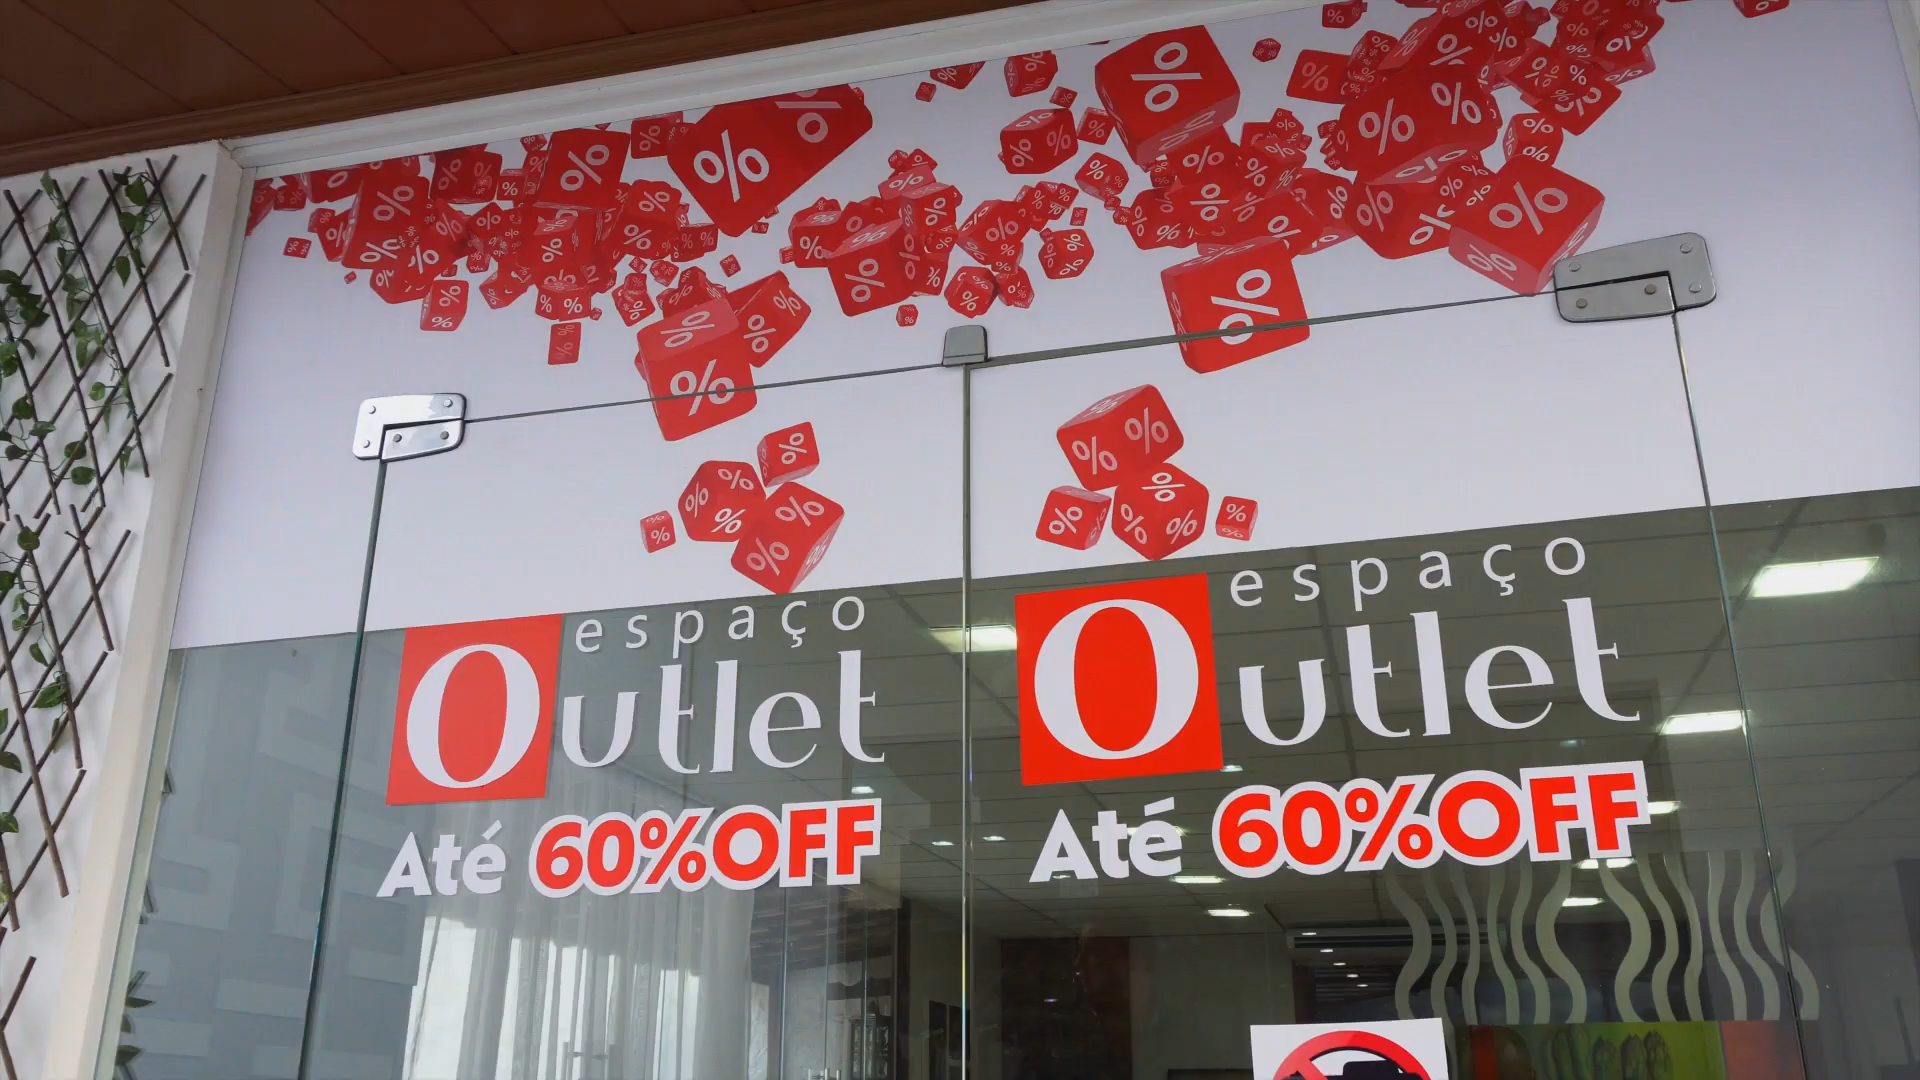 espaço
Outlet
Até 60%OFF
espaço
Outlet
Até 60%OFF